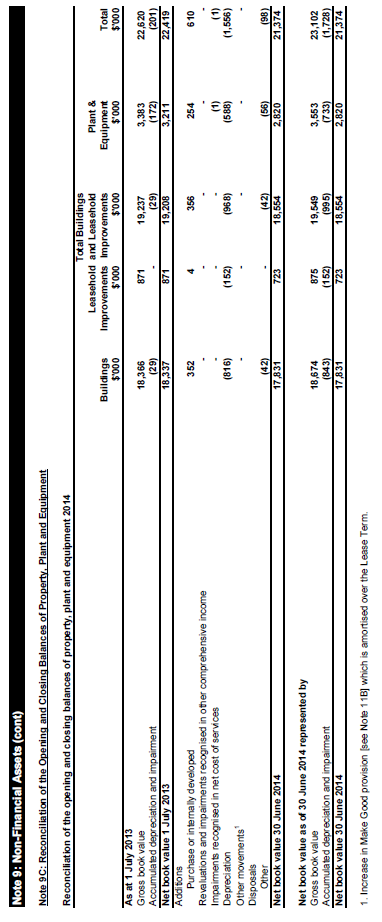 Note 9: Non-Financial Assets (cont)
Note 9C: Reconciliation of the Opening and Closing Balances of Property, Plant and Equipment
Reconciliation of the opening and closing balances of property, plant and equipment 2014
Buildings Leasehold Improvements Total Buildings and Leasehold Improvements Plant & Equipment Total
$'000 $'000 $'000 $'000 $'000
As at 1 July 2013
Gross book value 18,366 871 19,237 3,383 22,620
Accumulated depreciation and impairment (29) - (29) (172) (201)
Net book value 1 July 2013 18,337 871 19,208 3,211 22,419
Additions
Purchase or internally developed 352 4 356 254 610
Revaluations and impairments recognised in other comprehensive income - - - - -
Impairments recognised in net cost of services - - - (1) (1)
Depreciation (816) (152) (968) (588) (1,556)
Other movements1 - - - - -
Disposals
Other (42) - (42) (56) (98)
Net book value 30 June 2014 17,831 723 18,554 2,820 21,374
Net book value as of 30 June 2014 represented by
Gross book value 18,674 875 19,549 3,553 23,102
Accumulated depreciation and impairment (843) (152) (995) (733) (1,728)
Net book value 30 June 2014 17,831 723 18,554 2,820 21,374
1. Increase in Make Good provision [see Note 11B] which is amortised over the Lease Term.